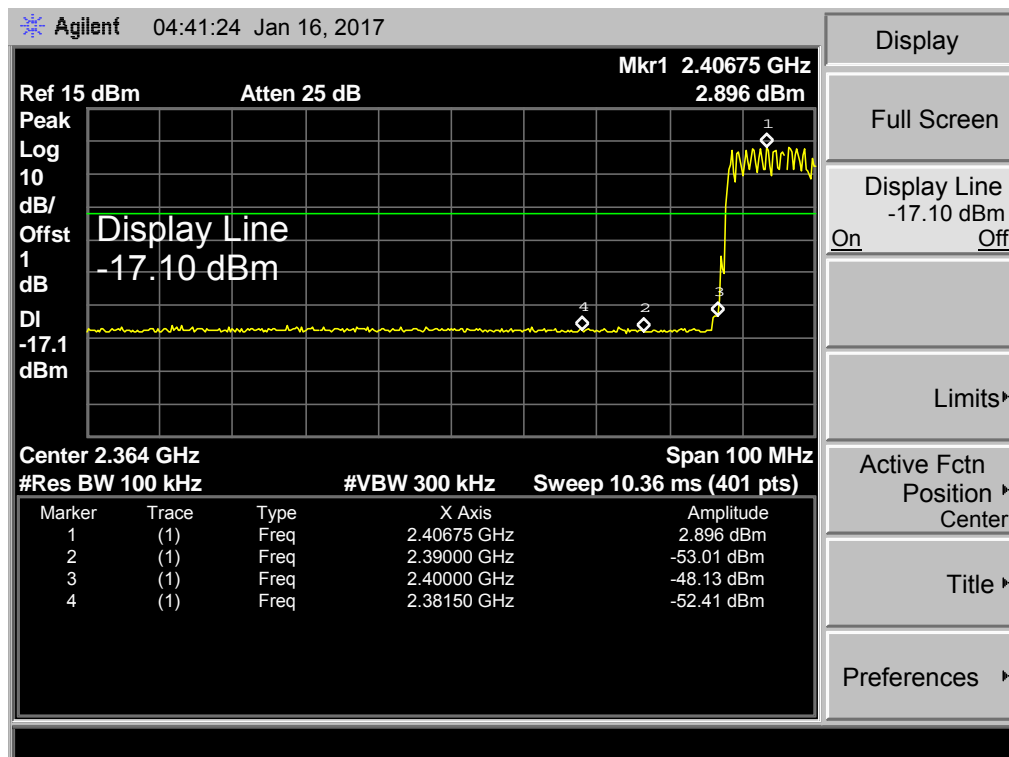 Agilent 04:41:24 Jan 16, 2017
Mkr1 2.40675 GHz
Ref 15 dBm Atten 25 dB 2.896 dBm
Peak
Log
10
dB/
Offst
1
dB
DI
-17.1
dBm
1
Display Line
-17.10 dBm
4 2 3
Center 2.364 GHz Span 100 MHz
#Res BW 100 kHz #VBW 300 kHz Sweep 10.36 ms (401 pts)
Marker Trace Type X Axis Amplitude
1 (1) Freq 2.40675 GHz 2.896 dBm
2 (1) Freq 2.39000 GHz -53.01 dBm
3 (1) Freq 2.40000 GHz -48.13 dBm
4 (1) Freq 2.38150 GHz -52.41 dBm
Display
Full Screen
Display Line
-17.10 dBm
On Off
Limits
Active Fctn
Position
Center
Title
Preferences